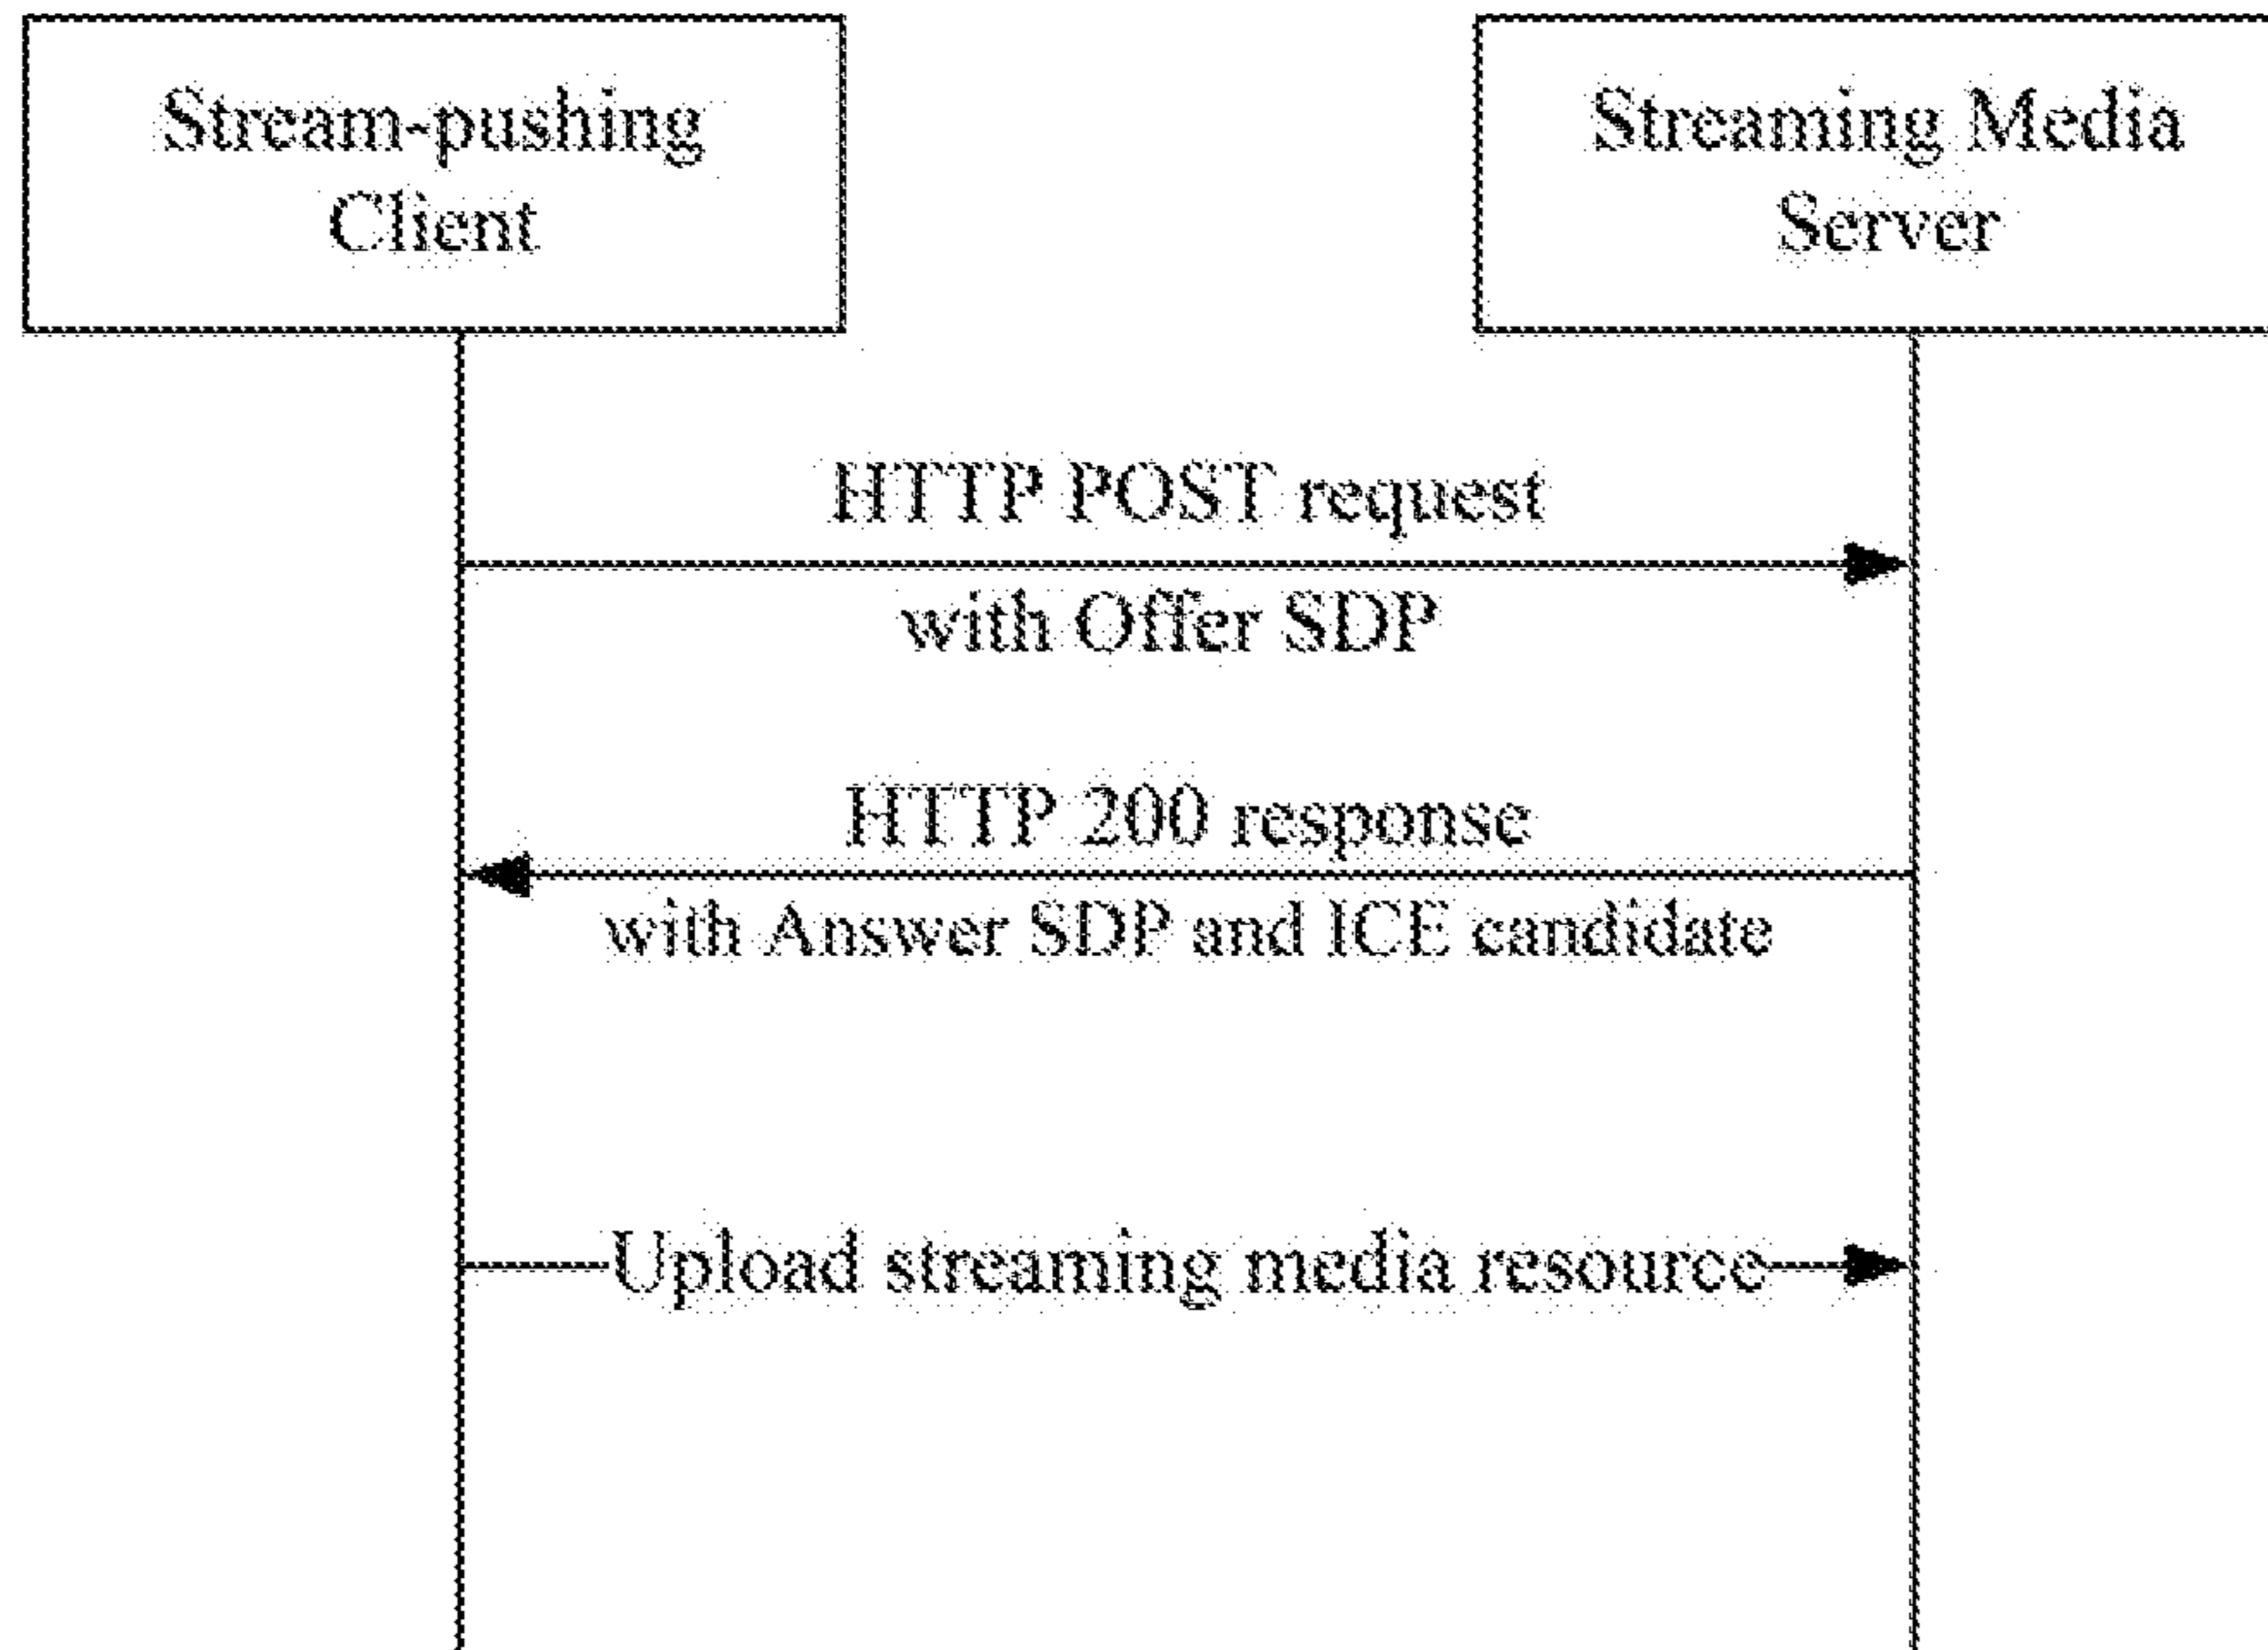 Stream-pushing
Client
Streaming Media
Server
HTTP POST request
with Offer SDP
HTTP 200 response
with Answer SDP and ICE candidate
Upload streaming media resource